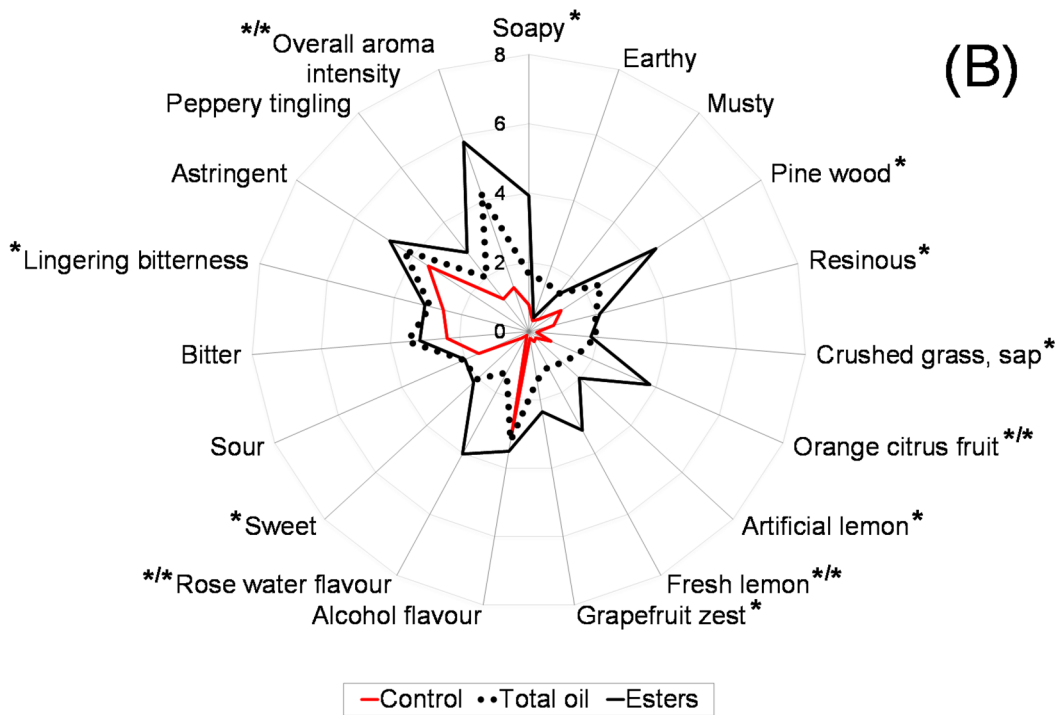 (B)
Soapy*
Earthy
Musty
Pine wood*
Resinous*
Crushed grass, sap*
Orange citrus fruit*/*
Artificial lemon*
Fresh lemon*/*
Grapefruit zest*
Alcohol flavour
*/*Rose water flavour
*Sweet
Sour
Bitter
*Lingering bitterness
Astringent
Peppery tingling
*/*Overall aroma
intensity
8
6
4
2
0
Control Total oil Esters